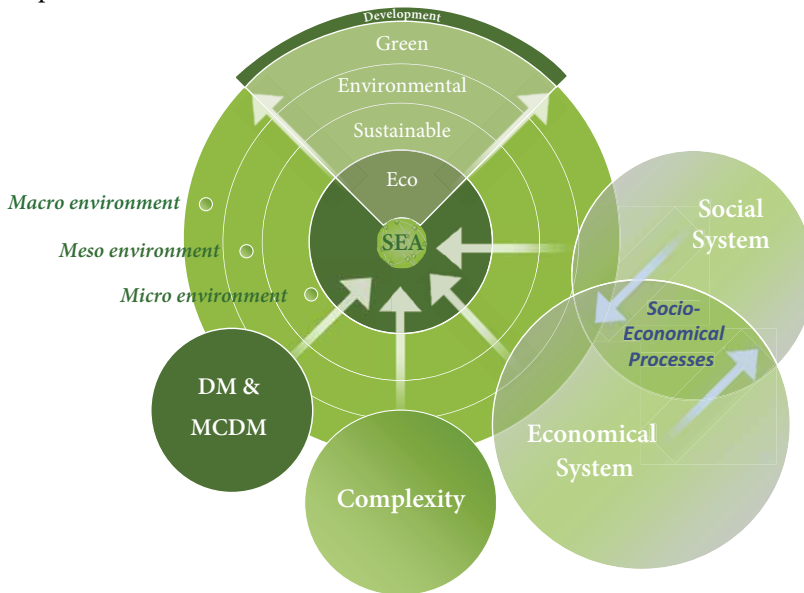 Development
Green
Environmental
Sustainable
Eco
SEA
Macro environment
Meso environment
Micro environment
Social
System
Socio-
Economical
Processes
DM &
MCDM
Economical
System
Complexity